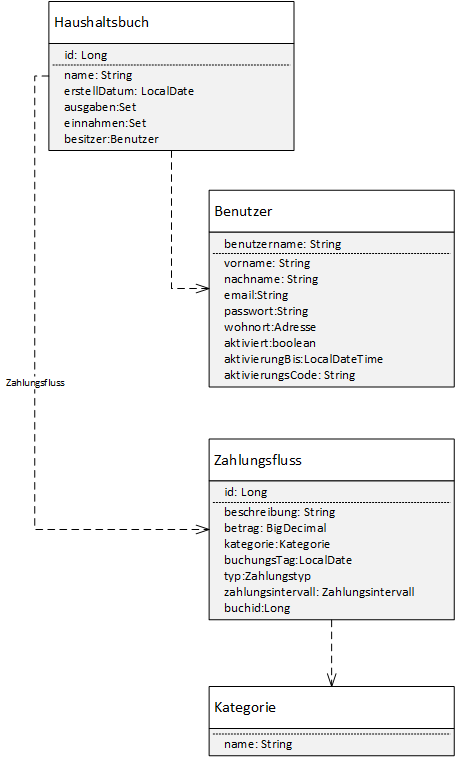 Haushaltsbuch
id: Long
name: String
erstellDatum: LocalDate
ausgaben:Set
einnahmen:Set
besitzer:Benutzer
Benutzer
benutzername: String
vorname: String
nachname: String
email:String
passwort:String
wohnort:Adresse
aktiviert:boolean
aktivierungBis:LocalDateTime
aktivierungsCode: String
Zahlungsfluss
Zahlungsfluss
id: Long
beschreibung: String
betrag: BigDecimal
kategorie:Kategorie
buchungsTag:LocalDate
typ:Zahlungstyp
zahlungsintervall: Zahlungsintervall
buchid:Long
Kategorie
name: String